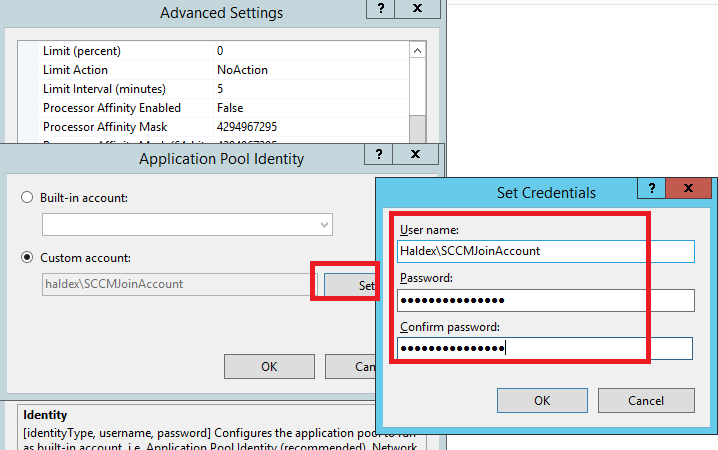 Advanced Settings
? x
Limit (percent) 0
Limit Action NoAction
Limit Interval (minutes) 5
Processor Affinity Enabled False
Processor Affinity Mask 4294967295
Application Pool Identity
? x
Built-in account:
Custom account:
haldex\SCCMJoinAccount
Set
OK
Can
Set Credentials
? x
User name:
Haldex\SCCMJoinAccount
Password:
●●●●●●●●●●●●●●●
Confirm password:
●●●●●●●●●●●●●●●
OK Cancel
Identity
[identityType, username, password] Configures the application pool to run
as built-in account, i.e. Application Pool Identity (recommended), Network